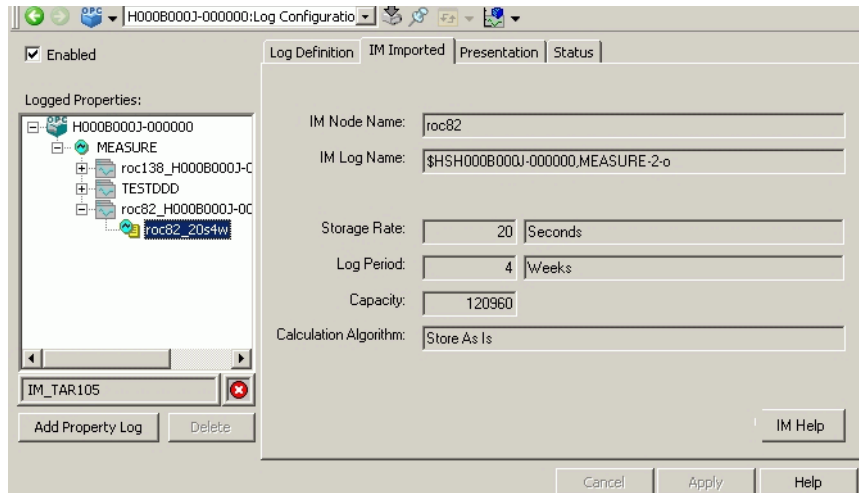 H000B000J-000000:Log Configuratio
Enabled
Logged Properties:
OPC
H000B000J-000000
MEASURE
roc138_H000B000J-0
TESTDDD
roc82_H000B000J-00
roc82_20s4w
IM_TAR105
Add Property Log
Delete
Log Definition
IM Imported
Presentation
Status
IM Node Name:
roc82
IM Log Name:
$HSH000B000J-000000,MEASURE-2-o
Storage Rate:
20
Seconds
Log Period:
4
Weeks
Capacity:
120960
Calculation Algorithm:
Store As Is
IM Help
Cancel
Apply
Help